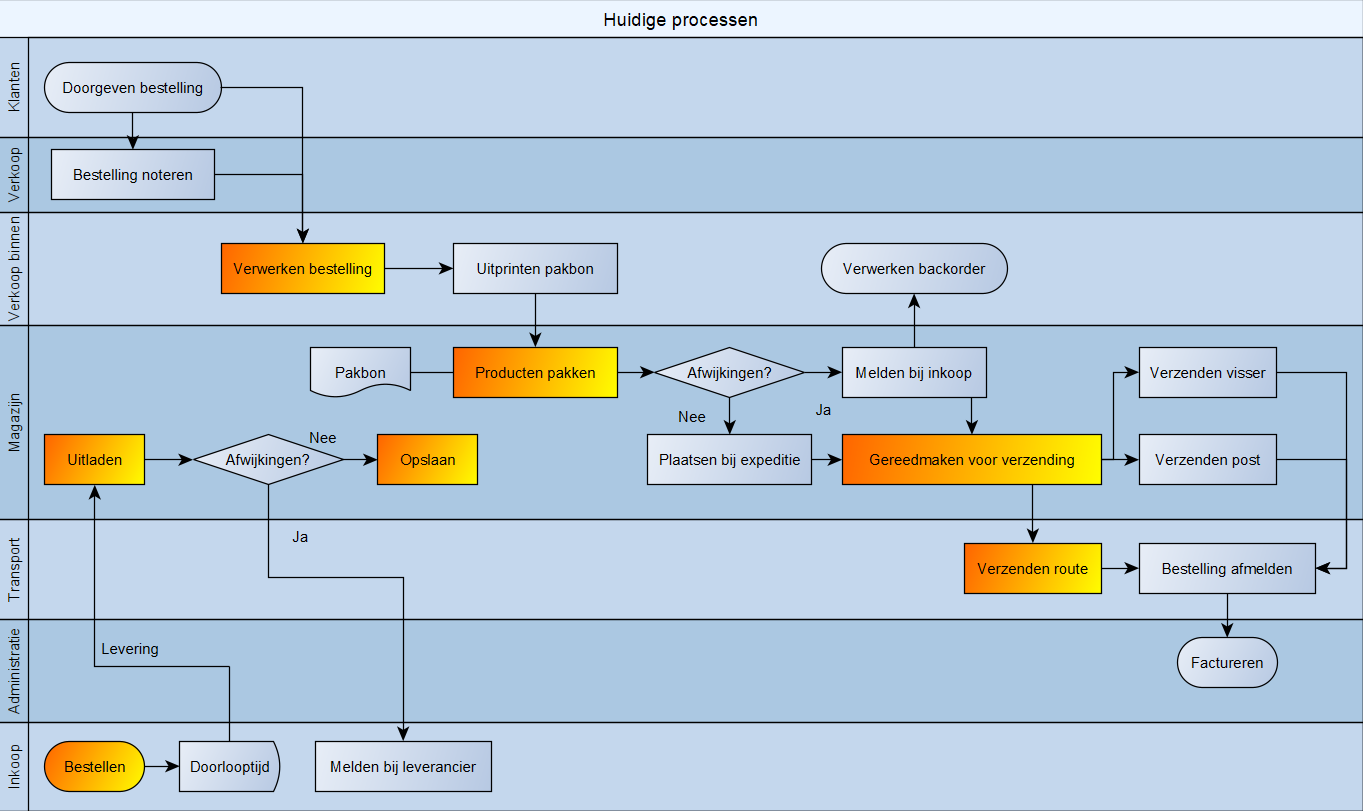 Huidige processen
Klanten
Doorgeven bestelling
Verkoop
Bestelling noteren
Verkoop binnen
Verwerken bestelling
Uitprinten pakbon
Verwerken backorder
Magazijn
Pakbon
Producten pakken
Afwijkingen?
Melden bij inkoop
Verzenden visser
Nee
Ja
Uitladen
Afwijkingen?
Nee
Opslaan
Plaatsen bij expeditie
Gereedmaken voor verzending
Verzenden post
Ja
Transport
Verzenden route
Bestelling afmelden
Administratie
Levering
Factureren
Inkoop
Bestellen
Doorlooptijd
Melden bij leverancier